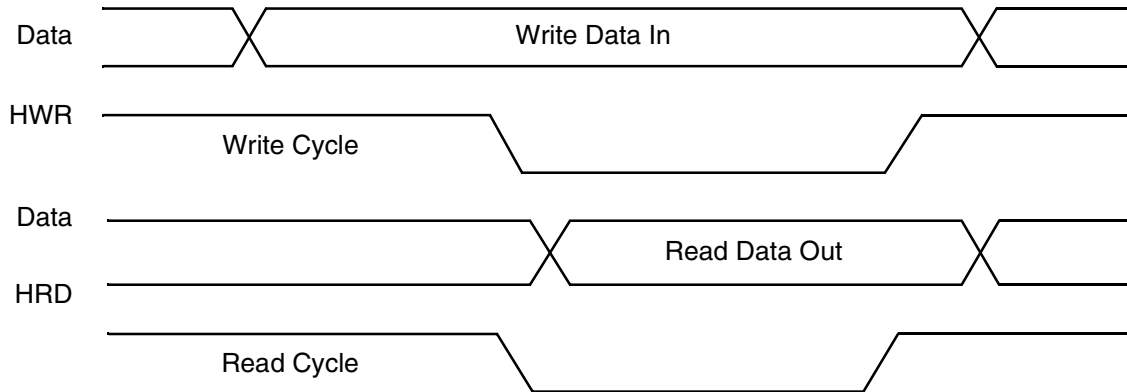 Data
Write Data In
HWR
Write Cycle
Data
Read Data Out
HRD
Read Cycle